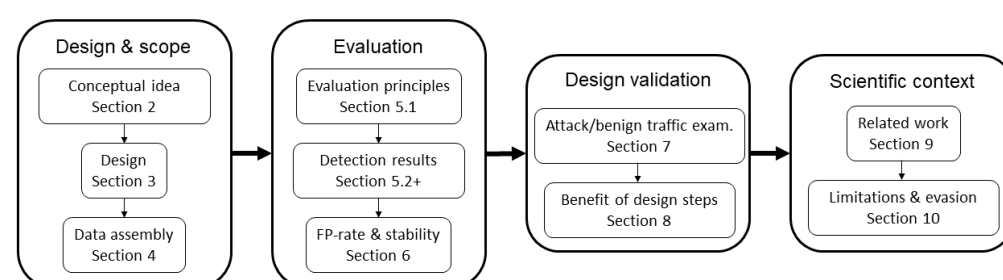 Design & scope
Conceptual idea
Section 2
Design
Section 3
Data assembly
Section 4
Evaluation
Evaluation principles
Section 5.1
Detection results
Section 5.2+
FP-rate & stability
Section 6
Design validation
Attack/benign traffic exam.
Section 7
Benefit of design steps
Section 8
Scientific context
Related work
Section 9
Limitations & evasion
Section 10